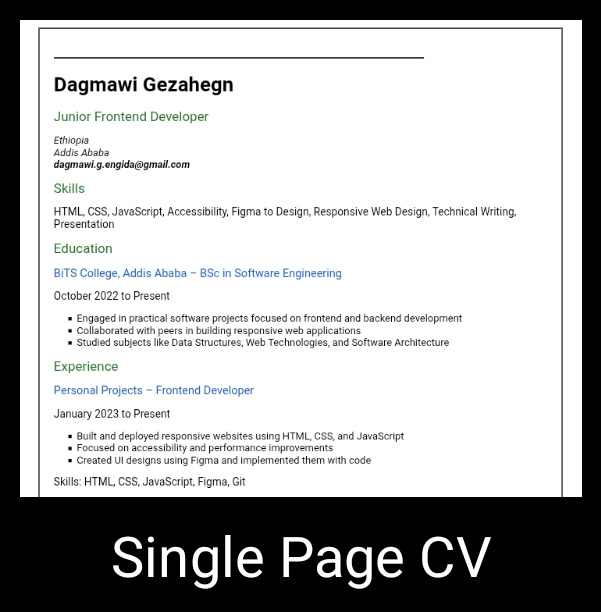 Dagmawi Gezahegn
Junior Frontend Developer
Ethiopia
Addis Ababa
dagmawi.g.engida@gmail.com
Skills
HTML, CSS, JavaScript, Accessibility, Figma to Design, Responsive Web Design, Technical Writing,
Presentation
Education
BiTS College, Addis Ababa – BSc in Software Engineering
October 2022 to Present
▪ Engaged in practical software projects focused on frontend and backend development
▪ Collaborated with peers in building responsive web applications
▪ Studied subjects like Data Structures, Web Technologies, and Software Architecture
Experience
Personal Projects – Frontend Developer
January 2023 to Present
▪ Built and deployed responsive websites using HTML, CSS, and JavaScript
▪ Focused on accessibility and performance improvements
▪ Created UI designs using Figma and implemented them with code
Skills: HTML, CSS, JavaScript, Figma, Git
Single Page CV